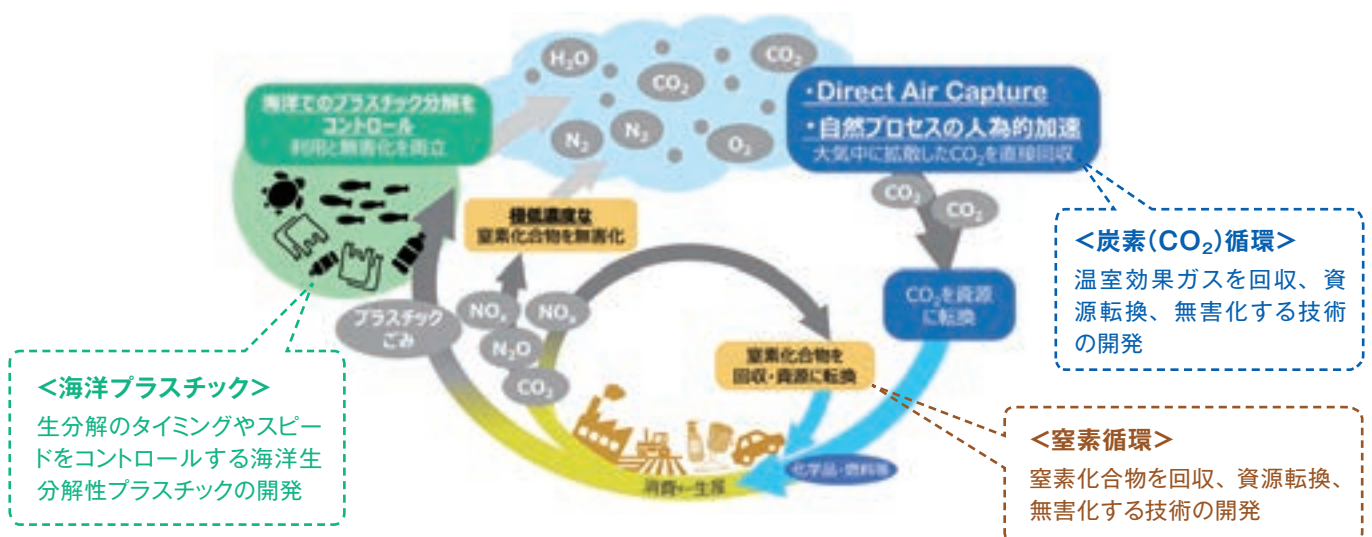 H₂O
CO₂
CO₂
N₂
N₂
O₂
海洋でのプラスチック分解を
コントロール
利用と無害化を両立
・Direct Air Capture
・自然プロセスの人為的加速
大気中に拡散したCO₂を直接回収
CO₂
CO₂
極低濃度な
窒素化合物を無害化
<炭素(CO₂)循環>
温室効果ガスを回収、資
源転換、無害化する技術
の開発
CO₂を資源
に転換
プラスチック
ごみ
NOₓ
NOₓ
N₂O
CO₂
窒素化合物を
回収・資源に転換
<海洋プラスチック>
生分解のタイミングやスピー
ドをコントロールする海洋生
分解性プラスチックの開発
<窒素循環>
窒素化合物を回収、資源転換、
無害化する技術の開発
化学品・燃料等
消費←生産